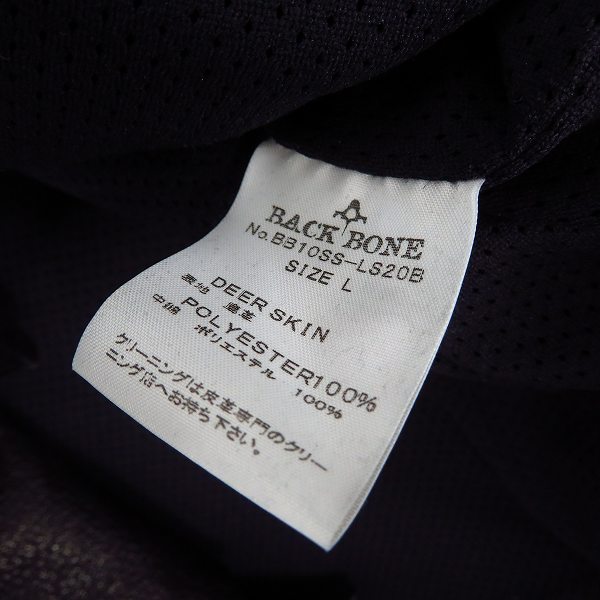 BACK BONE
No.BB10SS-LS20B
SIZE L
表地 DEER SKIN
鹿革
中綿 POLYESTER100%
ポリエステル 100%
クリーニングは皮革専門のクリー
ニング店へお持ち下さい。